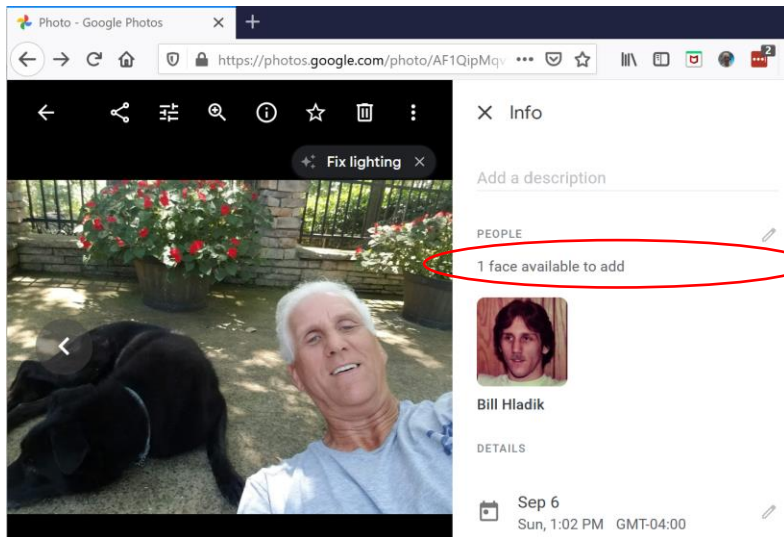 Photo - Google Photos
https://photos.google.com/photo/AF1QipMqv
2
Info
Fix lighting
Add a description
PEOPLE
1 face available to add
Bill Hladik
DETAILS
Sep 6
Sun, 1:02 PM GMT-04:00